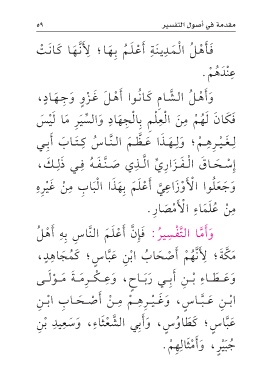 مقدمة في أصول التفسير ٥٩
فَأَهْلُ الْمَدِينَةِ أَعْلَمُ بِهَا؛ لِأَنَّهَا كَانَتْ
عِنْدَهُمْ.
وَأَهْلُ الشَّامِ كَانُوا أَهْلَ غَزْوٍ وَجِهَادٍ،
فَكَانَ لَهُمْ مِنَ الْعِلْمِ بِالْجِهَادِ وَالسِّيَرِ مَا لَيْسَ
لِغَيْرِهِمْ؛ وَلِهَذَا عَظَّمَ النَّاسُ كِتَابَ أَبِي
إِسْحَاقَ الْفَزَارِيِّ الَّذِي صَنَّفَهُ فِي ذَلِكَ،
وَجَعَلُوا الْأَوْزَاعِيَّ أَعْلَمَ بِهَذَا الْبَابِ مِنْ غَيْرِهِ
مِنْ عُلَمَاءِ الْأَمْصَارِ.
وَأَمَّا التَّفْسِيرُ: فَإِنَّ أَعْلَمَ النَّاسِ بِهِ أَهْلُ
مَكَّةَ؛ لِأَنَّهُمْ أَصْحَابُ ابْنِ عَبَّاسٍ؛ كَمُجَاهِدٍ،
وَعَطَاءِ بْنِ أَبِي رَبَاحٍ، وَعِكْرِمَةَ مَوْلَى
ابْنِ عَبَّاسٍ، وَغَيْرِهِمْ مِنْ أَصْحَابِ ابْنِ
عَبَّاسٍ؛ كَطَاوُسٍ، وَأَبِي الشَّعْثَاءِ، وَسَعِيدِ بْنِ
جُبَيْرٍ، وَأَمْثَالِهِمْ.